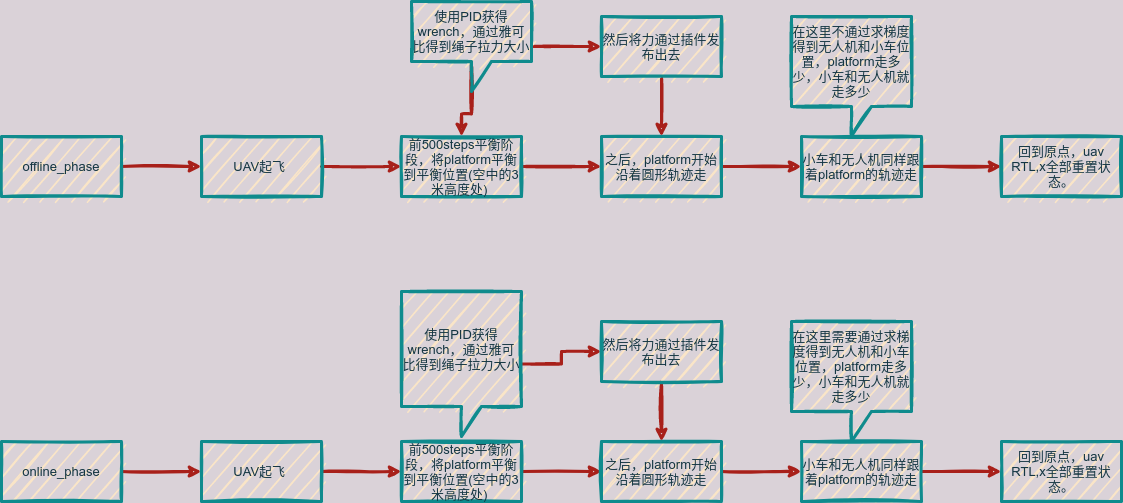 使用PID获得
wrench，通过雅可
比得到绳子拉力大小
然后将力通过插件发
布出去
在这里不通过求梯度
得到无人机和小车位
置，platform走多
少，小车和无人机就
走多少
offline_phase
UAV起飞
前500steps平衡阶
段，将platform平衡
到平衡位置(空中的3
米高度处)
之后，platform开始
沿着圆形轨迹走
小车和无人机同样跟
着platform的轨迹走
回到原点，uav
RTL,x全部重置状
态。
使用PID获得
wrench，通过雅可
比得到绳子拉力大小
然后将力通过插件发
布出去
在这里需要通过求梯
度得到无人机和小车
位置，platform走多
少，小车和无人机就
走多少
online_phase
UAV起飞
前500steps平衡阶
段，将platform平衡
到平衡位置(空中的3
米高度处)
之后，platform开始
沿着圆形轨迹走
小车和无人机同样跟
着platform的轨迹走
回到原点，uav
RTL,x全部重置状
态。